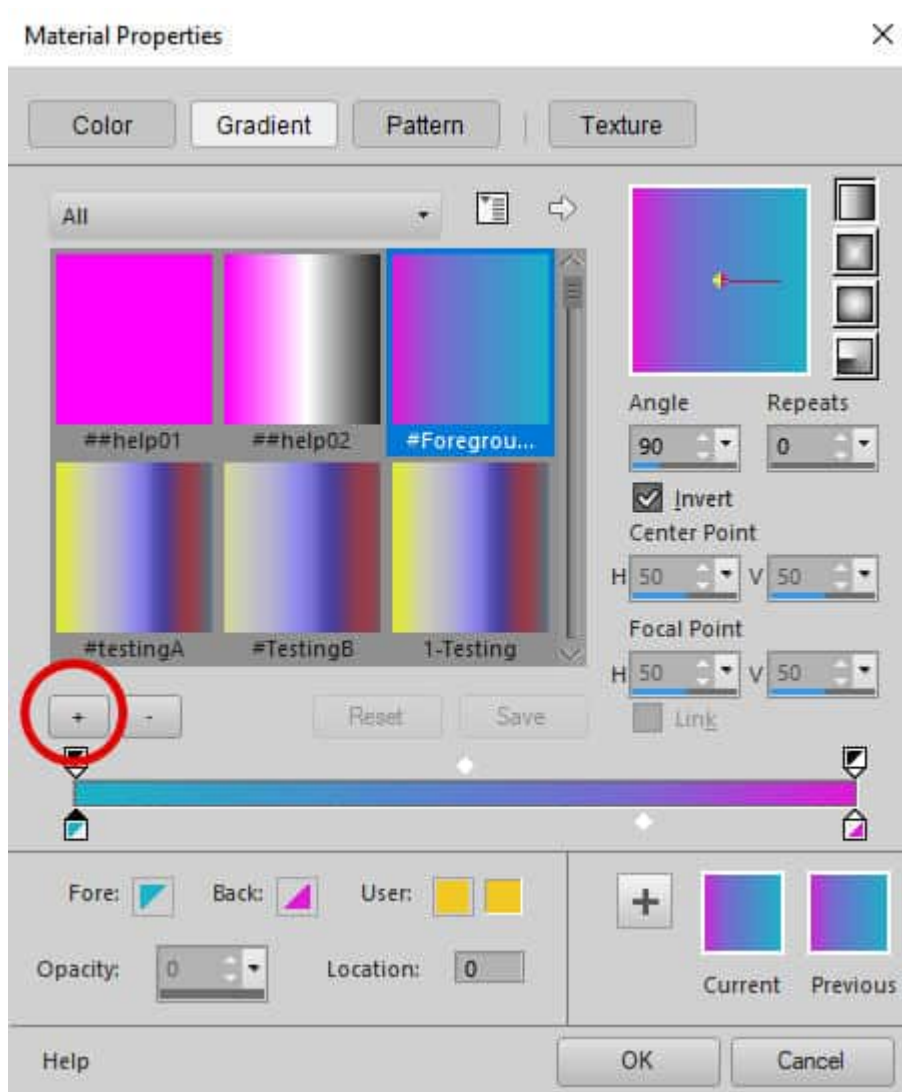 Material Properties
Color Gradient Pattern Texture
All
##help01 ##help02 #Foregrou...
#testingA #TestingB 1-Testing
Angle Repeats
90 0
Invert
Center Point
H 50 V 50
Focal Point
H 50 V 50
Link
+ - Reset Save
Fore: Back: User:
Opacity: 0 Location: 0
Current Previous
Help OK Cancel